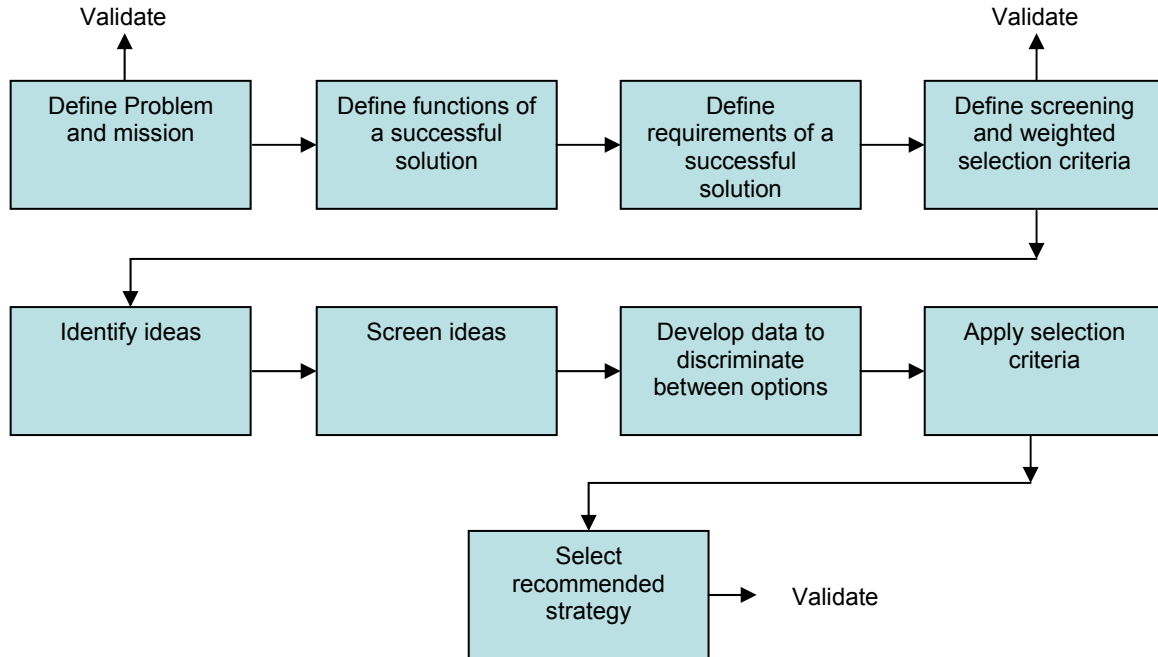 Validate
Validate
Define Problem
and mission
Define functions of
a successful
solution
Define
requirements of a
successful
solution
Define screening
and weighted
selection criteria
Identify ideas
Screen ideas
Develop data to
discriminate
between options
Apply selection
criteria
Select
recommended
strategy
Validate